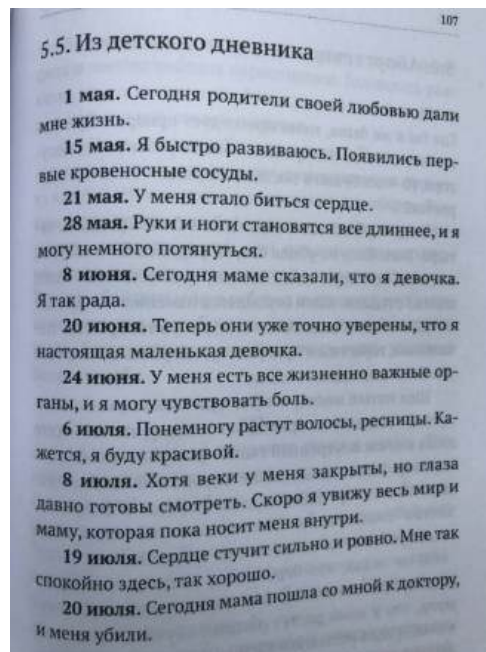 107
5.5. Из детского дневника
1 мая. Сегодня родители своей любовью дали
мне жизнь.
15 мая. Я быстро развиваюсь. Появились пер-
вые кровеносные сосуды.
21 мая. У меня стало биться сердце.
28 мая. Руки и ноги становятся все длиннее, и я
могу немного потянуться.
8 июня. Сегодня маме сказали, что я девочка.
Я так рада.
20 июня. Теперь они уже точно уверены, что я
настоящая маленькая девочка.
24 июня. У меня есть все жизненно важные ор-
ганы, и я могу чувствовать боль.
6 июля. Понемногу растут волосы, ресницы. Ка-
жется, я буду красивой.
8 июля. Хотя веки у меня закрыты, но глаза
давно готовы смотреть. Скоро я увижу весь мир и
маму, которая пока носит меня внутри.
19 июля. Сердце стучит сильно и ровно. Мне так
спокойно здесь, так хорошо.
20 июля. Сегодня мама пошла со мной к доктору,
и меня убили.